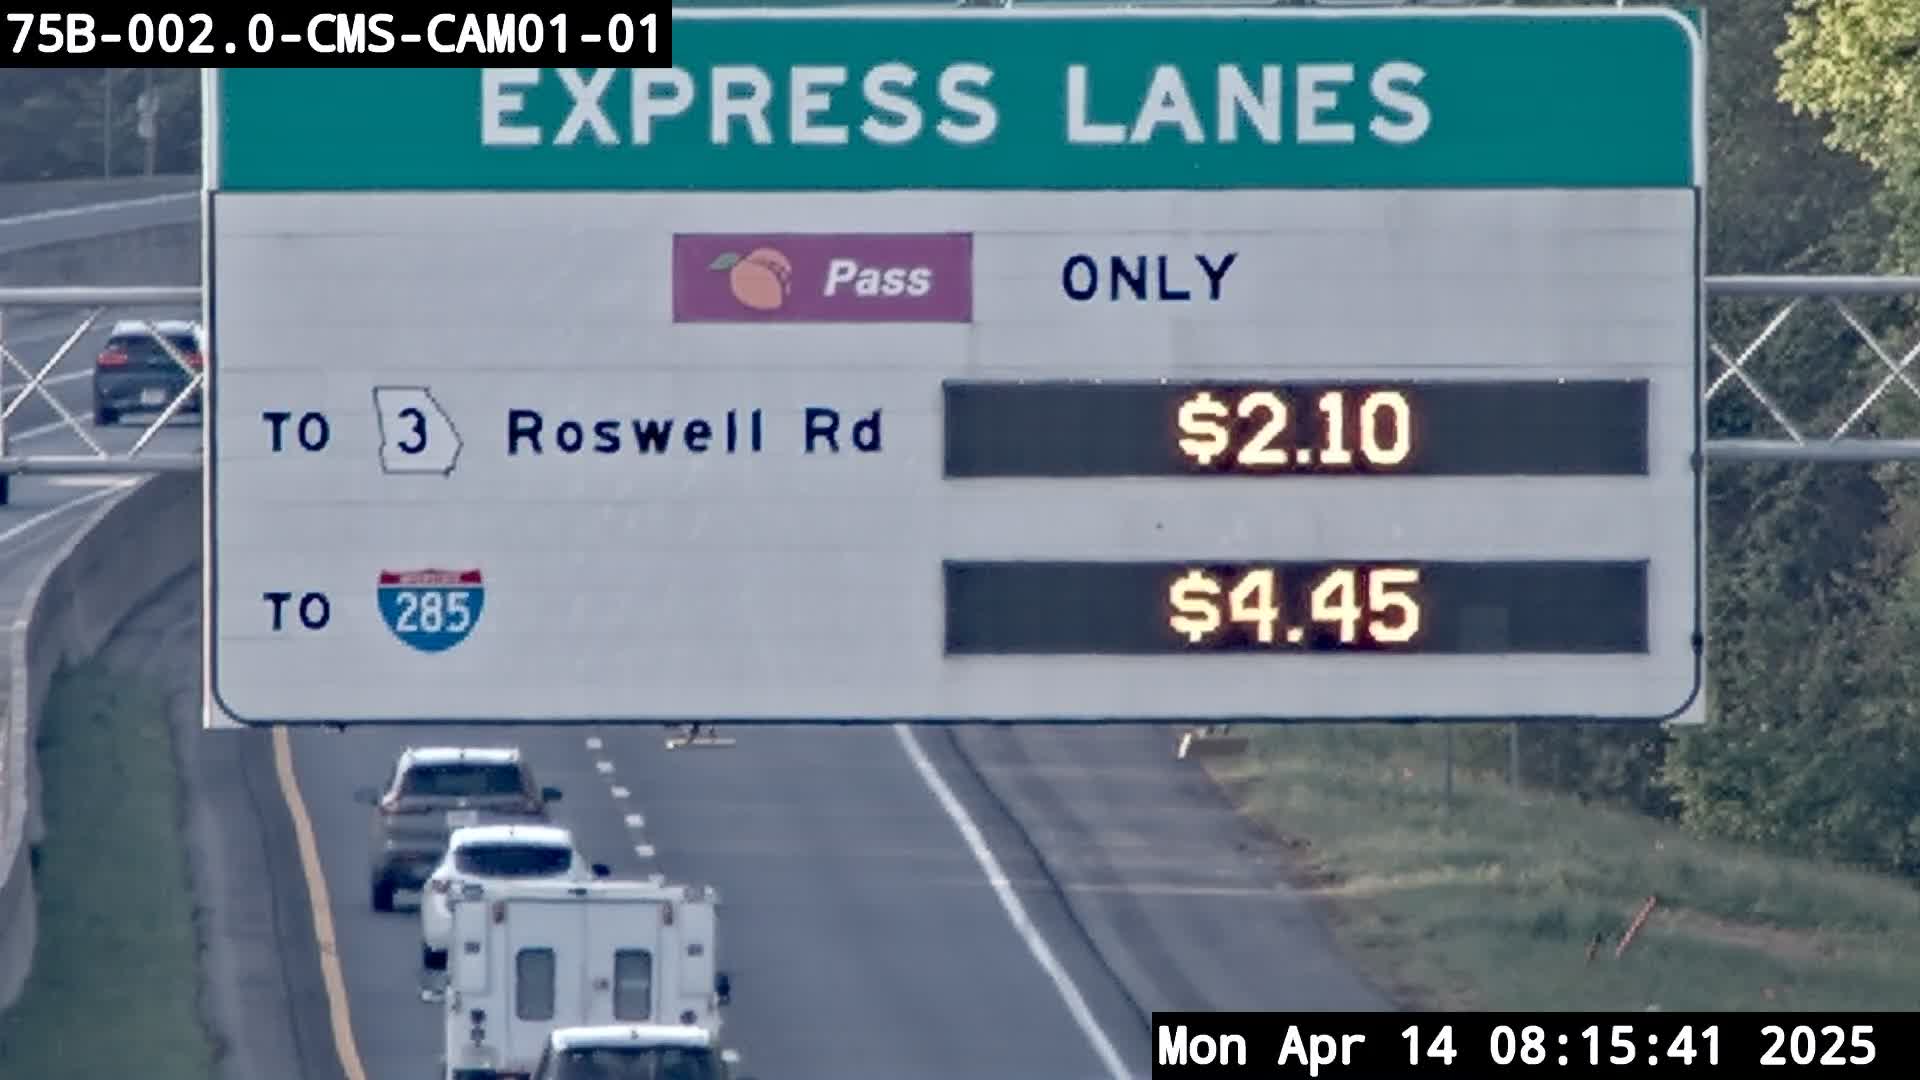 75B-002.0-CMS-CAM01-01
EXPRESS LANES
Pass ONLY
TO 3 Roswell Rd $2.10
TO 285 $4.45
Mon Apr 14 08:15:41 2025